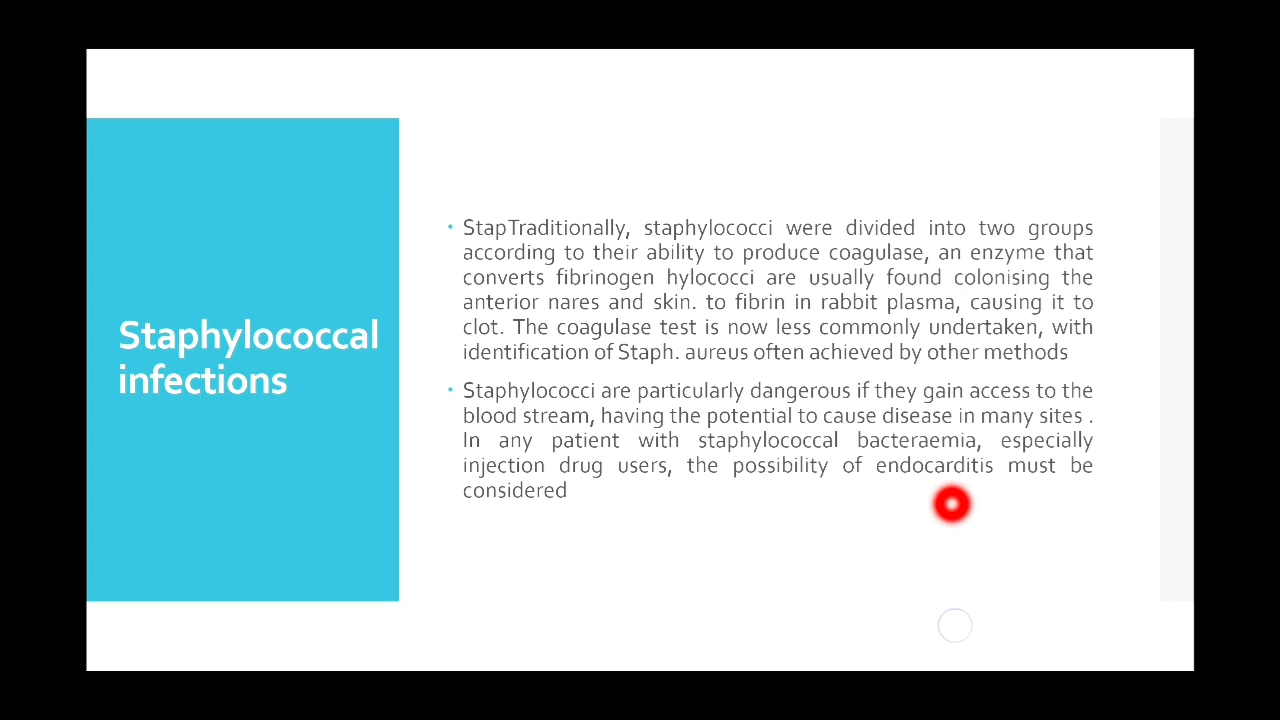 Staphylococcal
infections
• StapTraditionally, staphylococci were divided into two groups
according to their ability to produce coagulase, an enzyme that
converts fibrinogen hylococci are usually found colonising the
anterior nares and skin. to fibrin in rabbit plasma, causing it to
clot. The coagulase test is now less commonly undertaken, with
identification of Staph. aureus often achieved by other methods
• Staphylococci are particularly dangerous if they gain access to the
blood stream, having the potential to cause disease in many sites .
In any patient with staphylococcal bacteraemia, especially
injection drug users, the possibility of endocarditis must be
considered